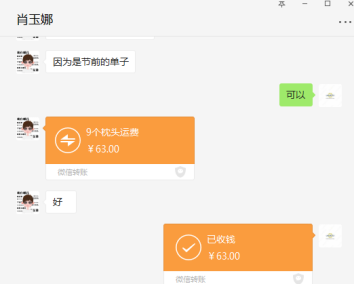 肖玉娜
因为是节前的单子
可以
9个枕头运费
￥63.00
微信转账
好
已收钱
￥63.00
微信转账